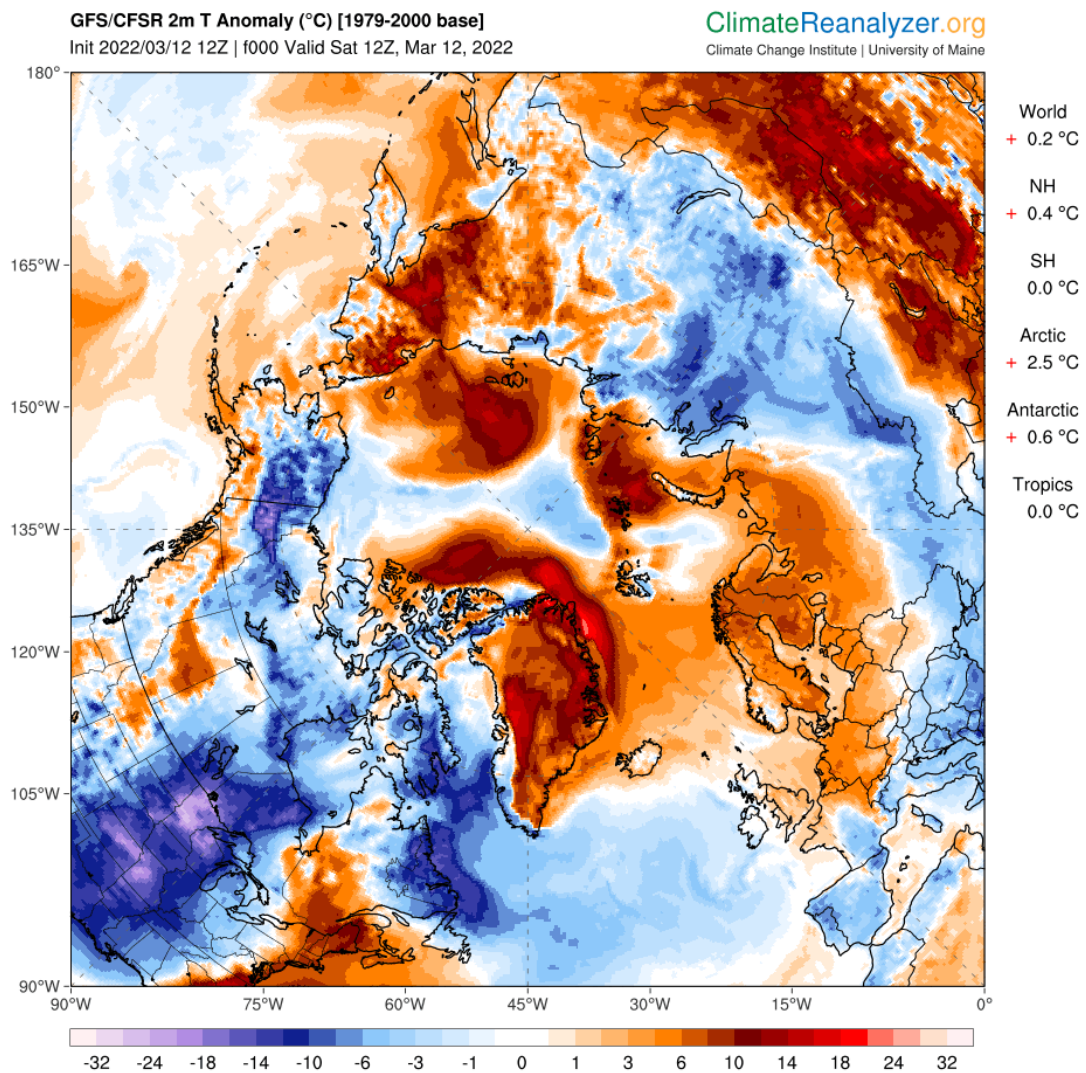 GFS/CFSR 2m T Anomaly (°C) [1979-2000 base]
Init 2022/03/12 12Z | f000 Valid Sat 12Z, Mar 12, 2022
ClimateReanalyzer.org
Climate Change Institute | University of Maine
180°
165°W
150°W
135°W
120°W
105°W
90°W
90°W 75°W 60°W 45°W 30°W 15°W 0°
World
+ 0.2 °C
NH
+ 0.4 °C
SH
0.0 °C
Arctic
+ 2.5 °C
Antarctic
+ 0.6 °C
Tropics
0.0 °C
-32 -24 -18 -14 -10 -6 -3 -1 0 1 3 6 10 14 18 24 32